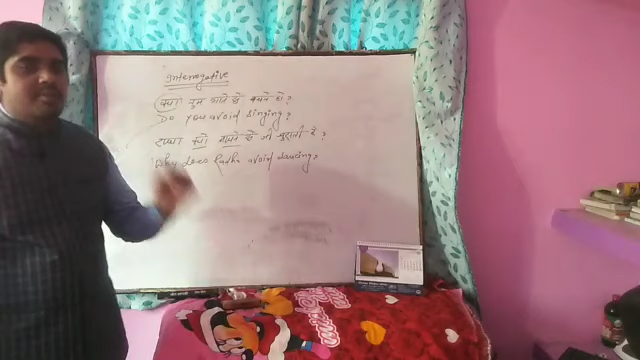 Interrogative
क्या तुम गाने से बचते हो?
Do you avoid singing?
राधा क्यों नाचने से जी चुराती है?
Why does Radha avoid dancing?